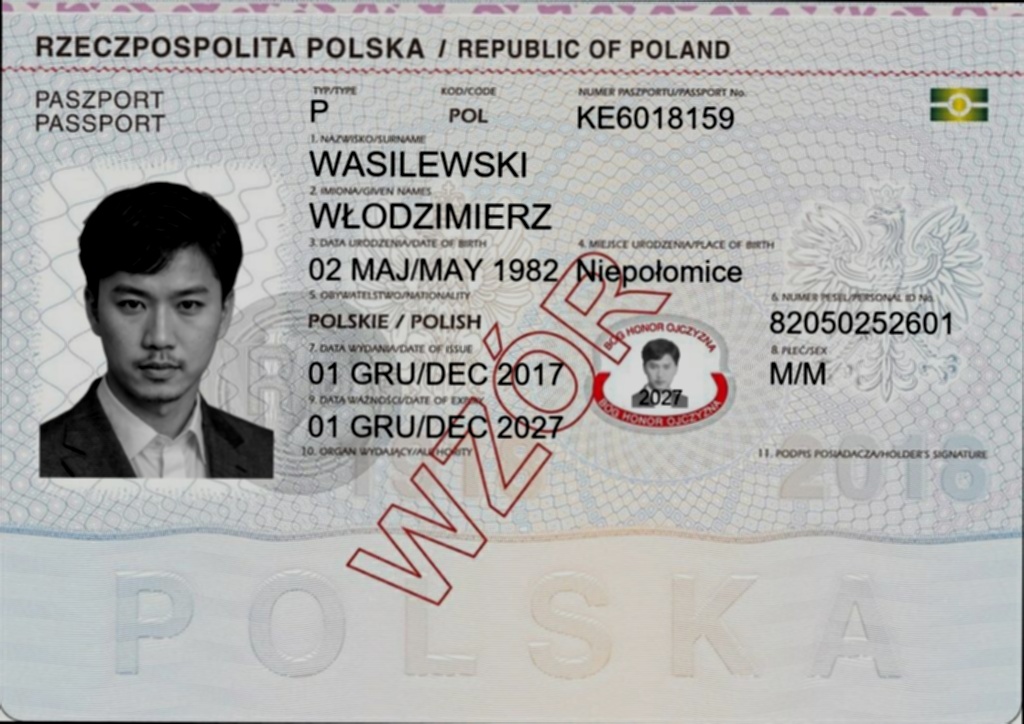 RZECZPOSPOLITA POLSKA / REPUBLIC OF POLAND
PASZPORT
PASSPORT
TYP/TYPE
P
KOD/CODE
POL
NUMER PASZPORTU/PASSPORT No.
KE6018159
1. NAZWISKO/SURNAME
WASILEWSKI
2. IMIONA/GIVEN NAMES
WŁODZIMIERZ
3. DATA URODZENIA/DATE OF BIRTH
02 MAJ/MAY 1982
4. MIEJSCE URODZENIA/PLACE OF BIRTH
Niepołomice
5. OBYWATELSTWO/NATIONALITY
POLSKIE / POLISH
6. NUMER PESEL/PERSONAL ID No.
82050252601
7. DATA WYDANIA/DATE OF ISSUE
01 GRU/DEC 2017
8. PŁEĆ/SEX
M/M
9. DATA WAŻNOŚCI/DATE OF EXPIRY
01 GRU/DEC 2027
10. ORGAN WYDAJĄCY/AUTHORITY
11. PODPIS POSIADACZA/HOLDER'S SIGNATURE
BÓG HONOR OJCZYZNA
2027
BÓG HONOR OJCZYZNA
WZÓR
2018
POLSKA